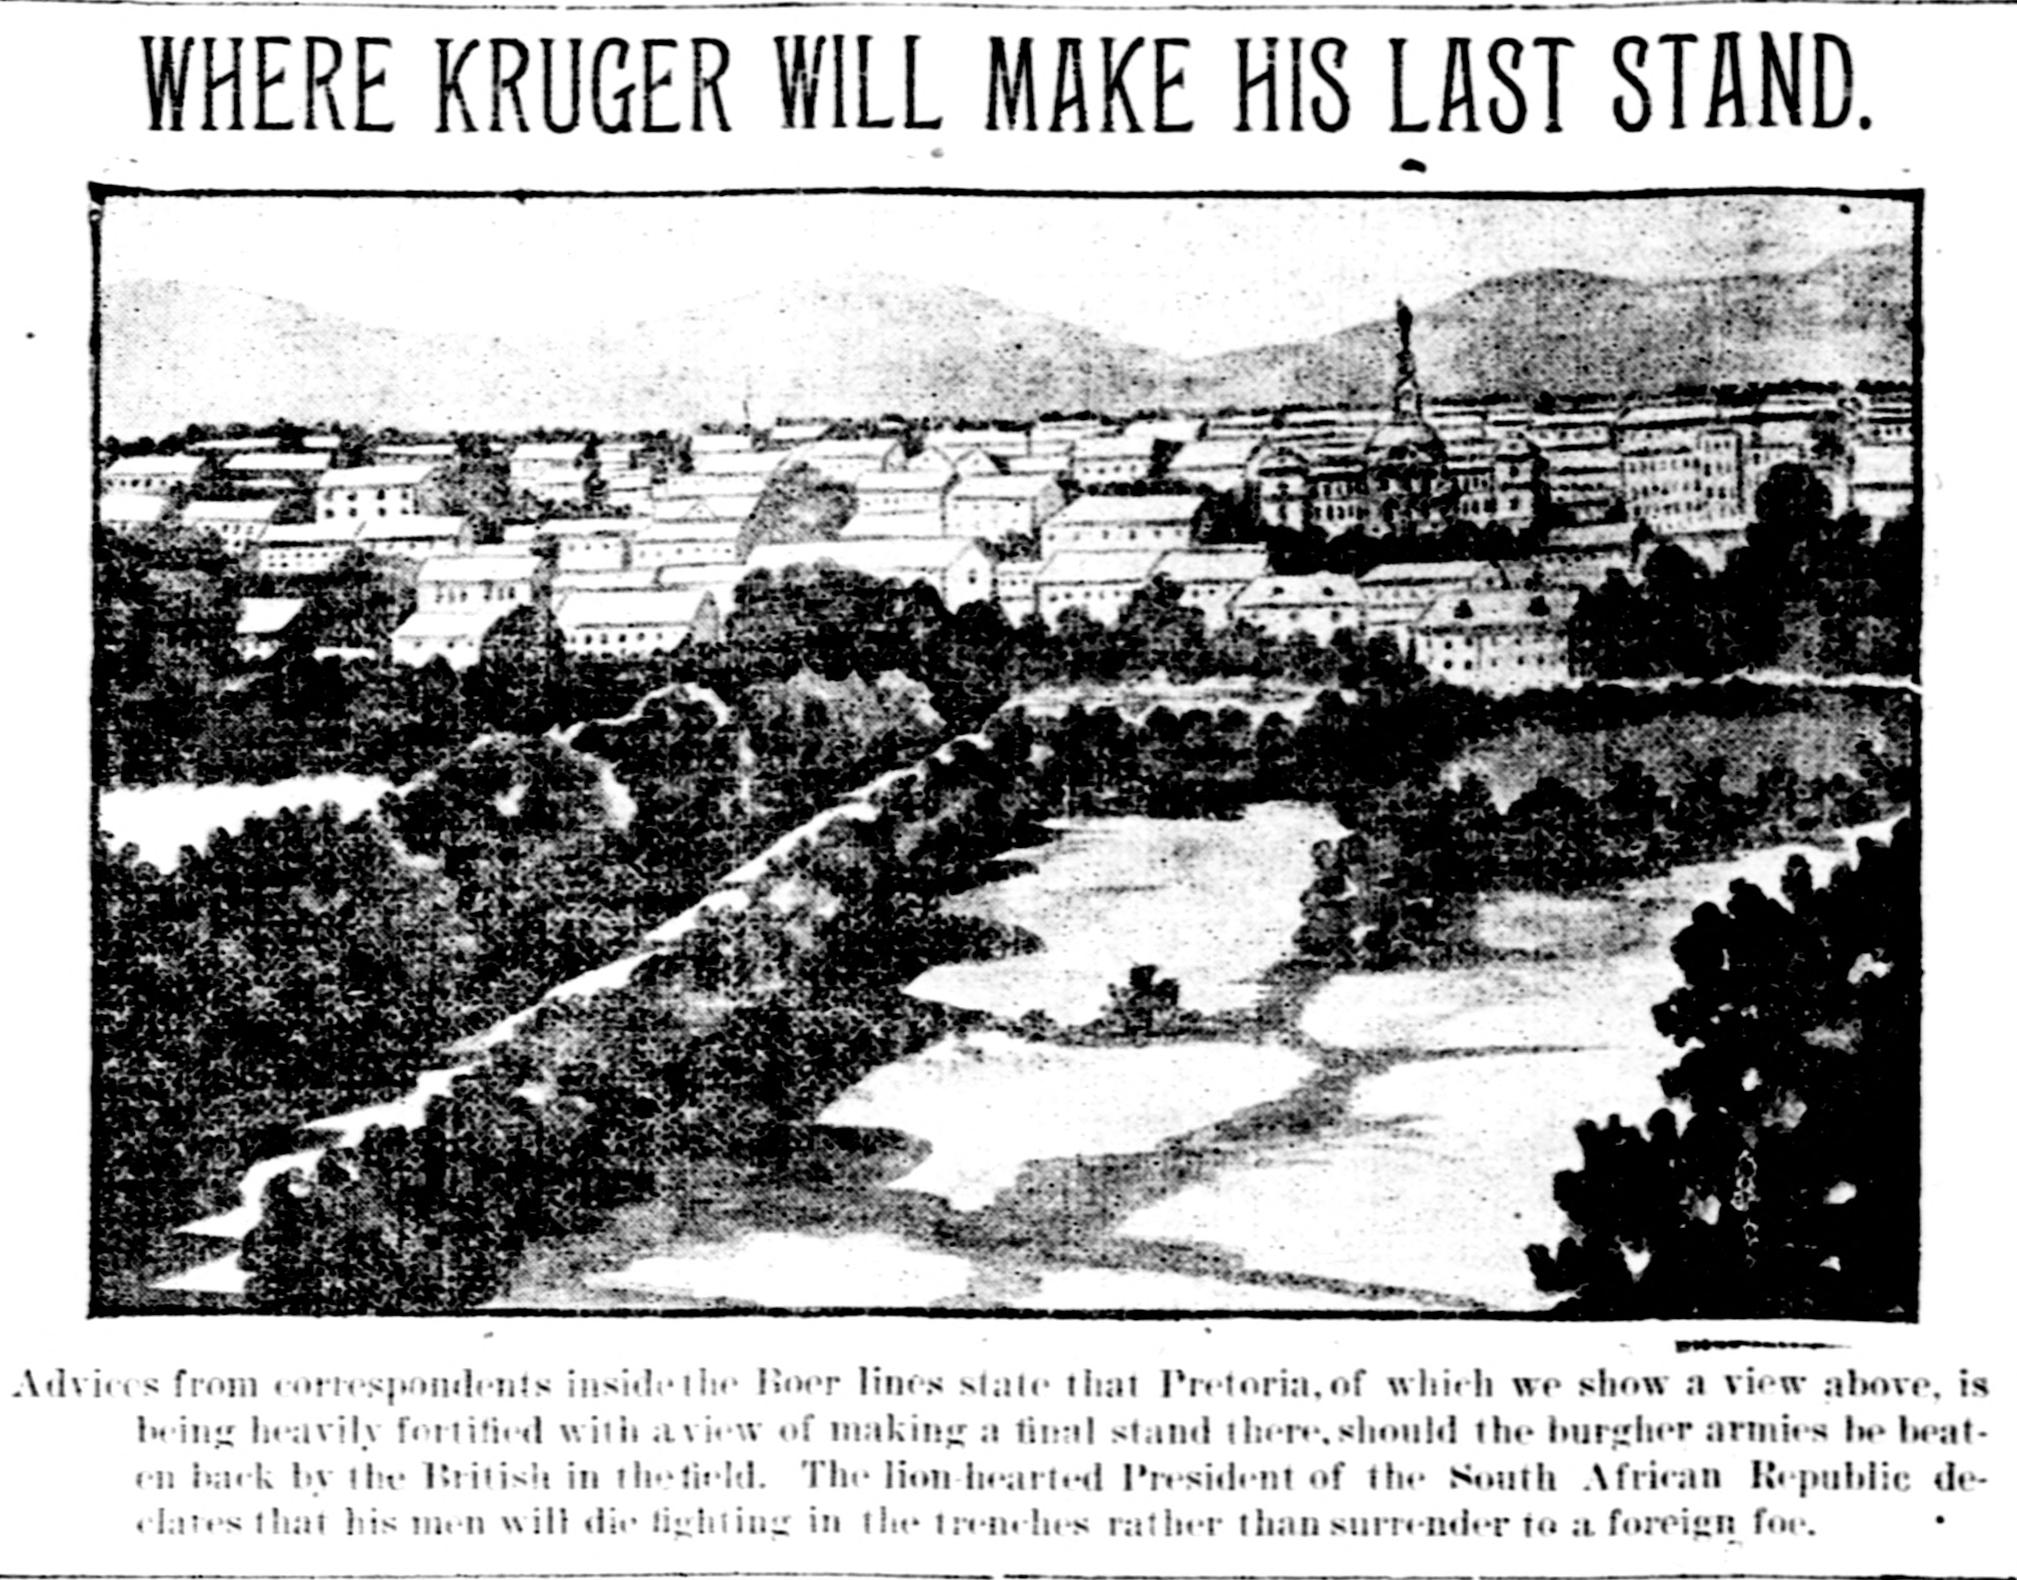 WHERE KRUGER WILL MAKE HIS LAST STAND.
Advices from correspondents inside the Boer lines state that Pretoria, of which we show a view above, is
being heavily fortified with a view of making a final stand there, should the burgher armies be beat-
en back by the British in the field. The lion-hearted President of the South African Republic de-
clares that his men will die fighting in the trenches rather than surrender to a foreign foe.